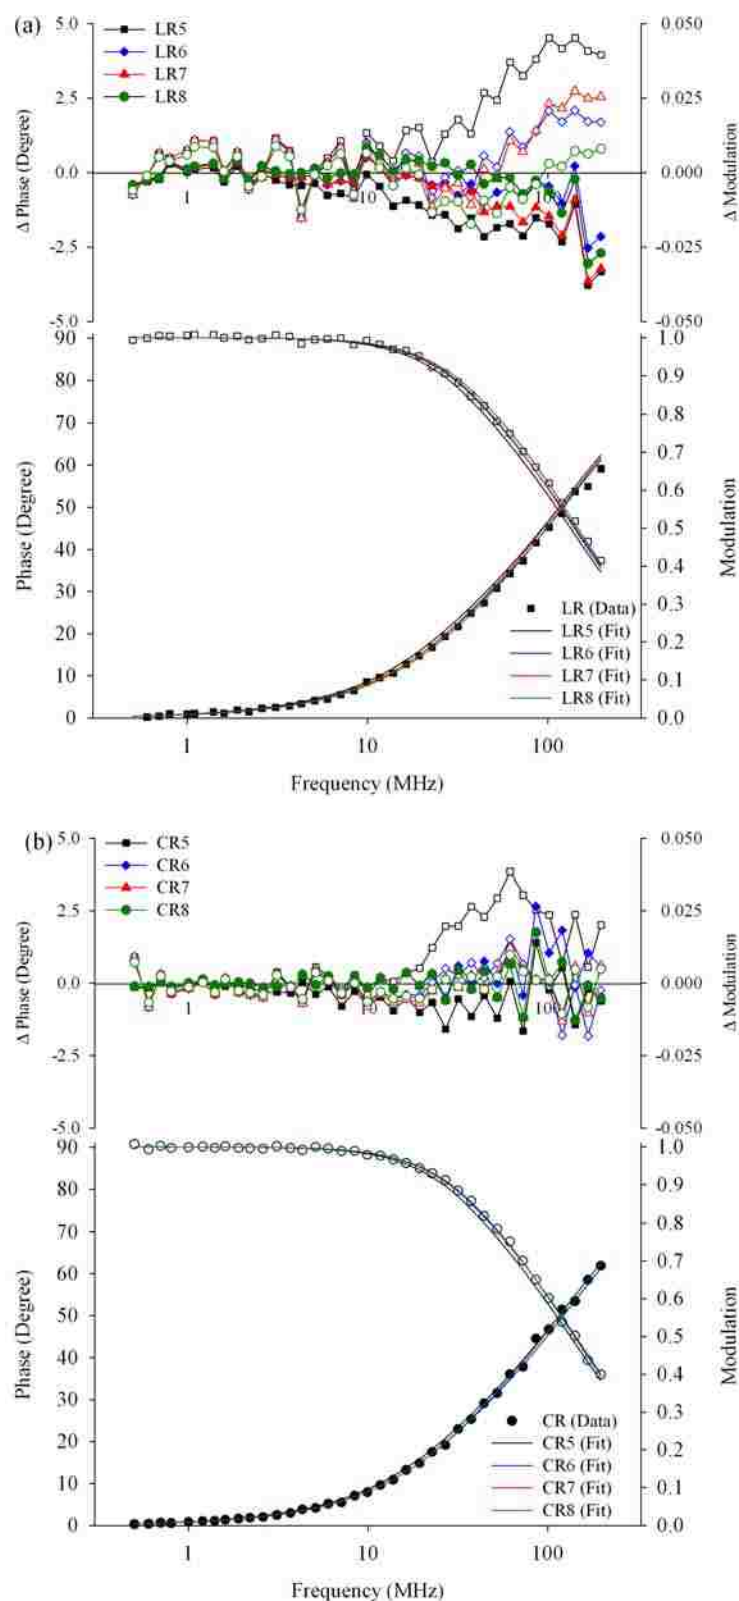 (a)
LR5
LR6
LR7
LR8
5.0
2.5
0.0
-2.5
-5.0
Δ Phase (Degree)
1
10
100
0.050
0.025
0.000
-0.025
-0.050
Δ Modulation
90
80
70
60
50
40
30
20
10
0
Phase (Degree)
1.0
0.9
0.8
0.7
0.6
0.5
0.4
0.3
0.2
0.1
0.0
Modulation
LR (Data)
LR5 (Fit)
LR6 (Fit)
LR7 (Fit)
LR8 (Fit)
1
10
100
Frequency (MHz)
(b)
CR5
CR6
CR7
CR8
5.0
2.5
0.0
-2.5
-5.0
Δ Phase (Degree)
1
10
100
0.050
0.025
0.000
-0.025
-0.050
Δ Modulation
90
80
70
60
50
40
30
20
10
0
Phase (Degree)
1.0
0.9
0.8
0.7
0.6
0.5
0.4
0.3
0.2
0.1
0.0
Modulation
CR (Data)
CR5 (Fit)
CR6 (Fit)
CR7 (Fit)
CR8 (Fit)
1
10
100
Frequency (MHz)